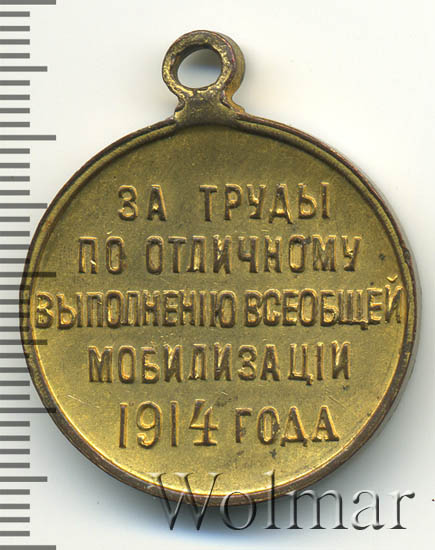 ЗА ТРУДЫ
ПО ОТЛИЧНОМУ
ВЫПОЛНЕНІЮ ВСЕОБЩЕЙ
МОБИЛИЗАЦІИ
1914 ГОДА
Wolmar